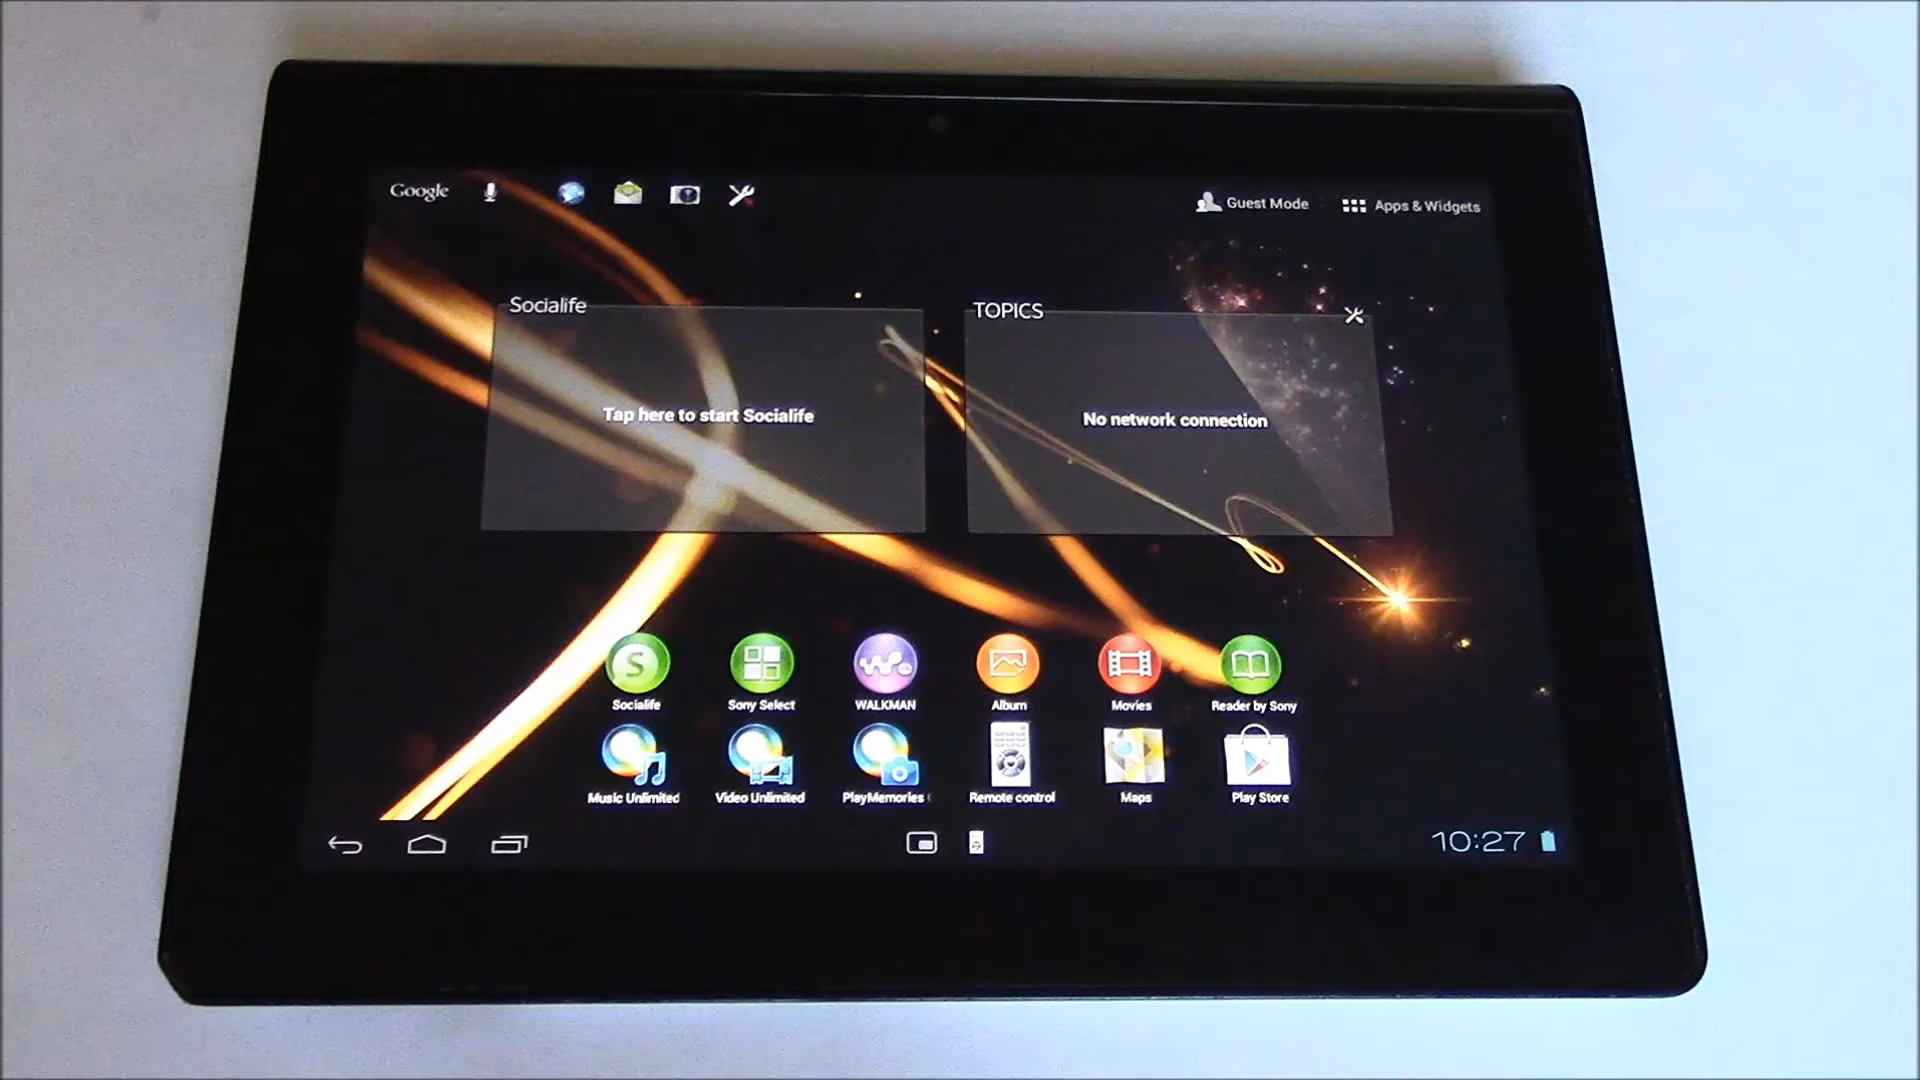 Google
Guest Mode
Apps & Widgets
Socialife
TOPICS
Tap here to start Socialife
No network connection
S
Socialife
Sony Select
WALKMAN
Album
Movies
Reader by Sony
Music Unlimited
Video Unlimited
PlayMemories
Remote control
Maps
Play Store
10:27